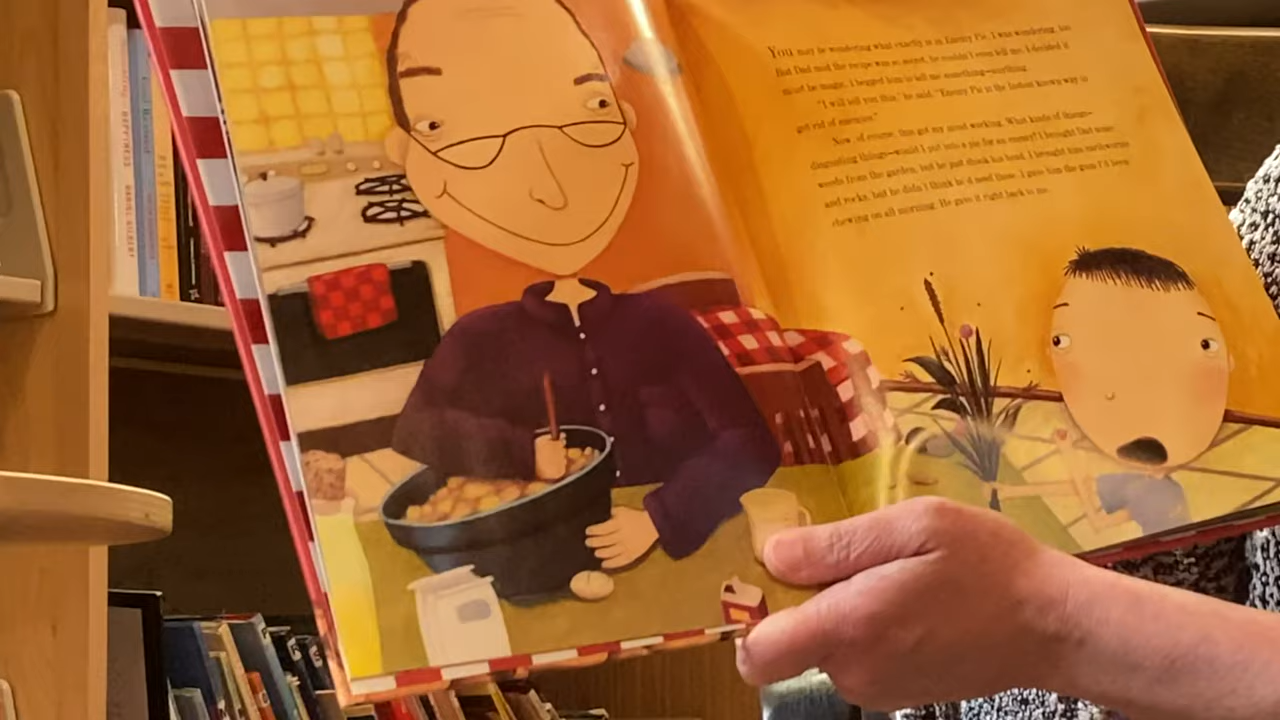 YOU may be wondering what exactly is in Enemy Pie. I was wondering, too.
But Dad said the recipe was so secret, he couldn't even tell me. I decided it
must be magic. I begged him to tell me something—anything.
"I will tell you this," he said. "Enemy Pie is the fastest known way to
get rid of enemies."
Now, of course, this got my mind working. What kinds of things—
disgusting things—would I put into a pie for an enemy? I brought Dad some
weeds from the garden, but he just shook his head. I brought him earthworms
and rocks, but he didn't think he'd need those. I gave him the gum I'd been
chewing on all morning. He gave it right back to me.
HAPPINESS
DANIEL GILBERT